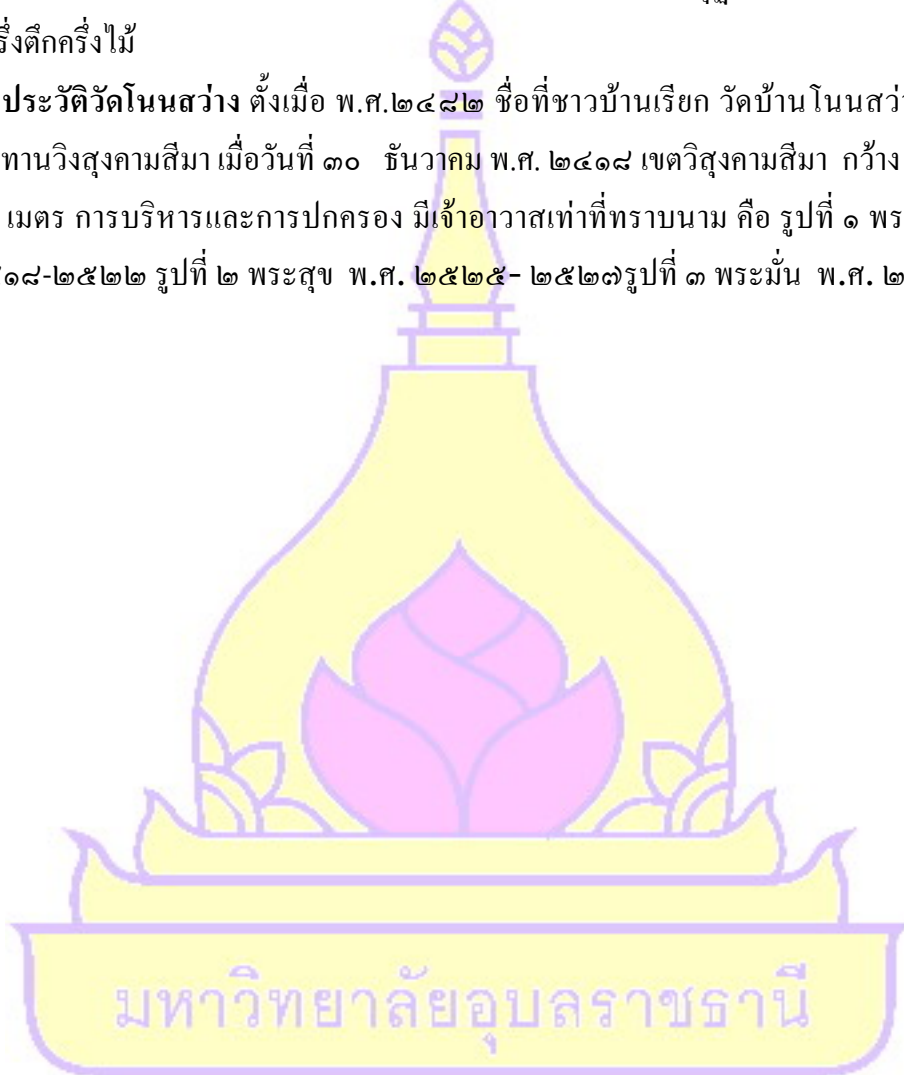 รึ่งตึกครึ่งไม้
ประวัติวัดโนนสว่าง ตั้งเมื่อ พ.ศ.๒๔๘๒ ชื่อที่ชาวบ้านเรียก วัดบ้านโนนสว่
ทานวิงสุงคามสีมา เมื่อวันที่ ๓๐ ธันวาคม พ.ศ. ๒๔๑๘ เขตวิสุงคามสีมา กว้าง
เมตร การบริหารและการปกครอง มีเจ้าอาวาสเท่าที่ทราบนาม คือ รูปที่ ๑ พร
๑๘-๒๕๒๒ รูปที่ ๒ พระสุข พ.ศ. ๒๕๒๕- ๒๕๒๗รูปที่ ๓ พระมั่น พ.ศ. ๒
มหาวิทยาลัยอุบลราชธานี